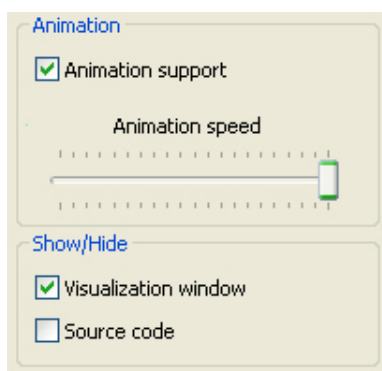 Animation
Animation support
Animation speed
Show/Hide
Visualization window
Source code